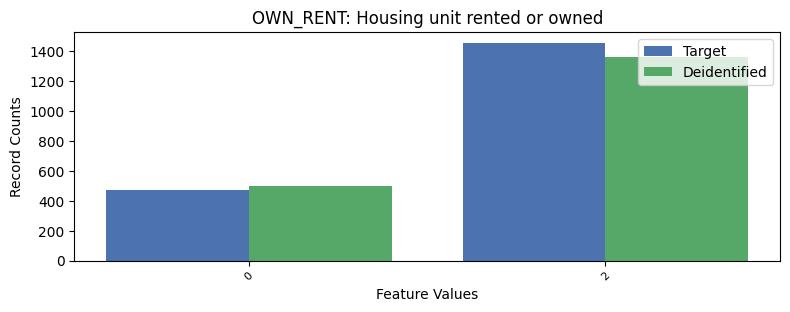 OWN_RENT: Housing unit rented or owned
Target
Deidentified
Record Counts
1400
1200
1000
800
600
400
200
0
0
2
Feature Values